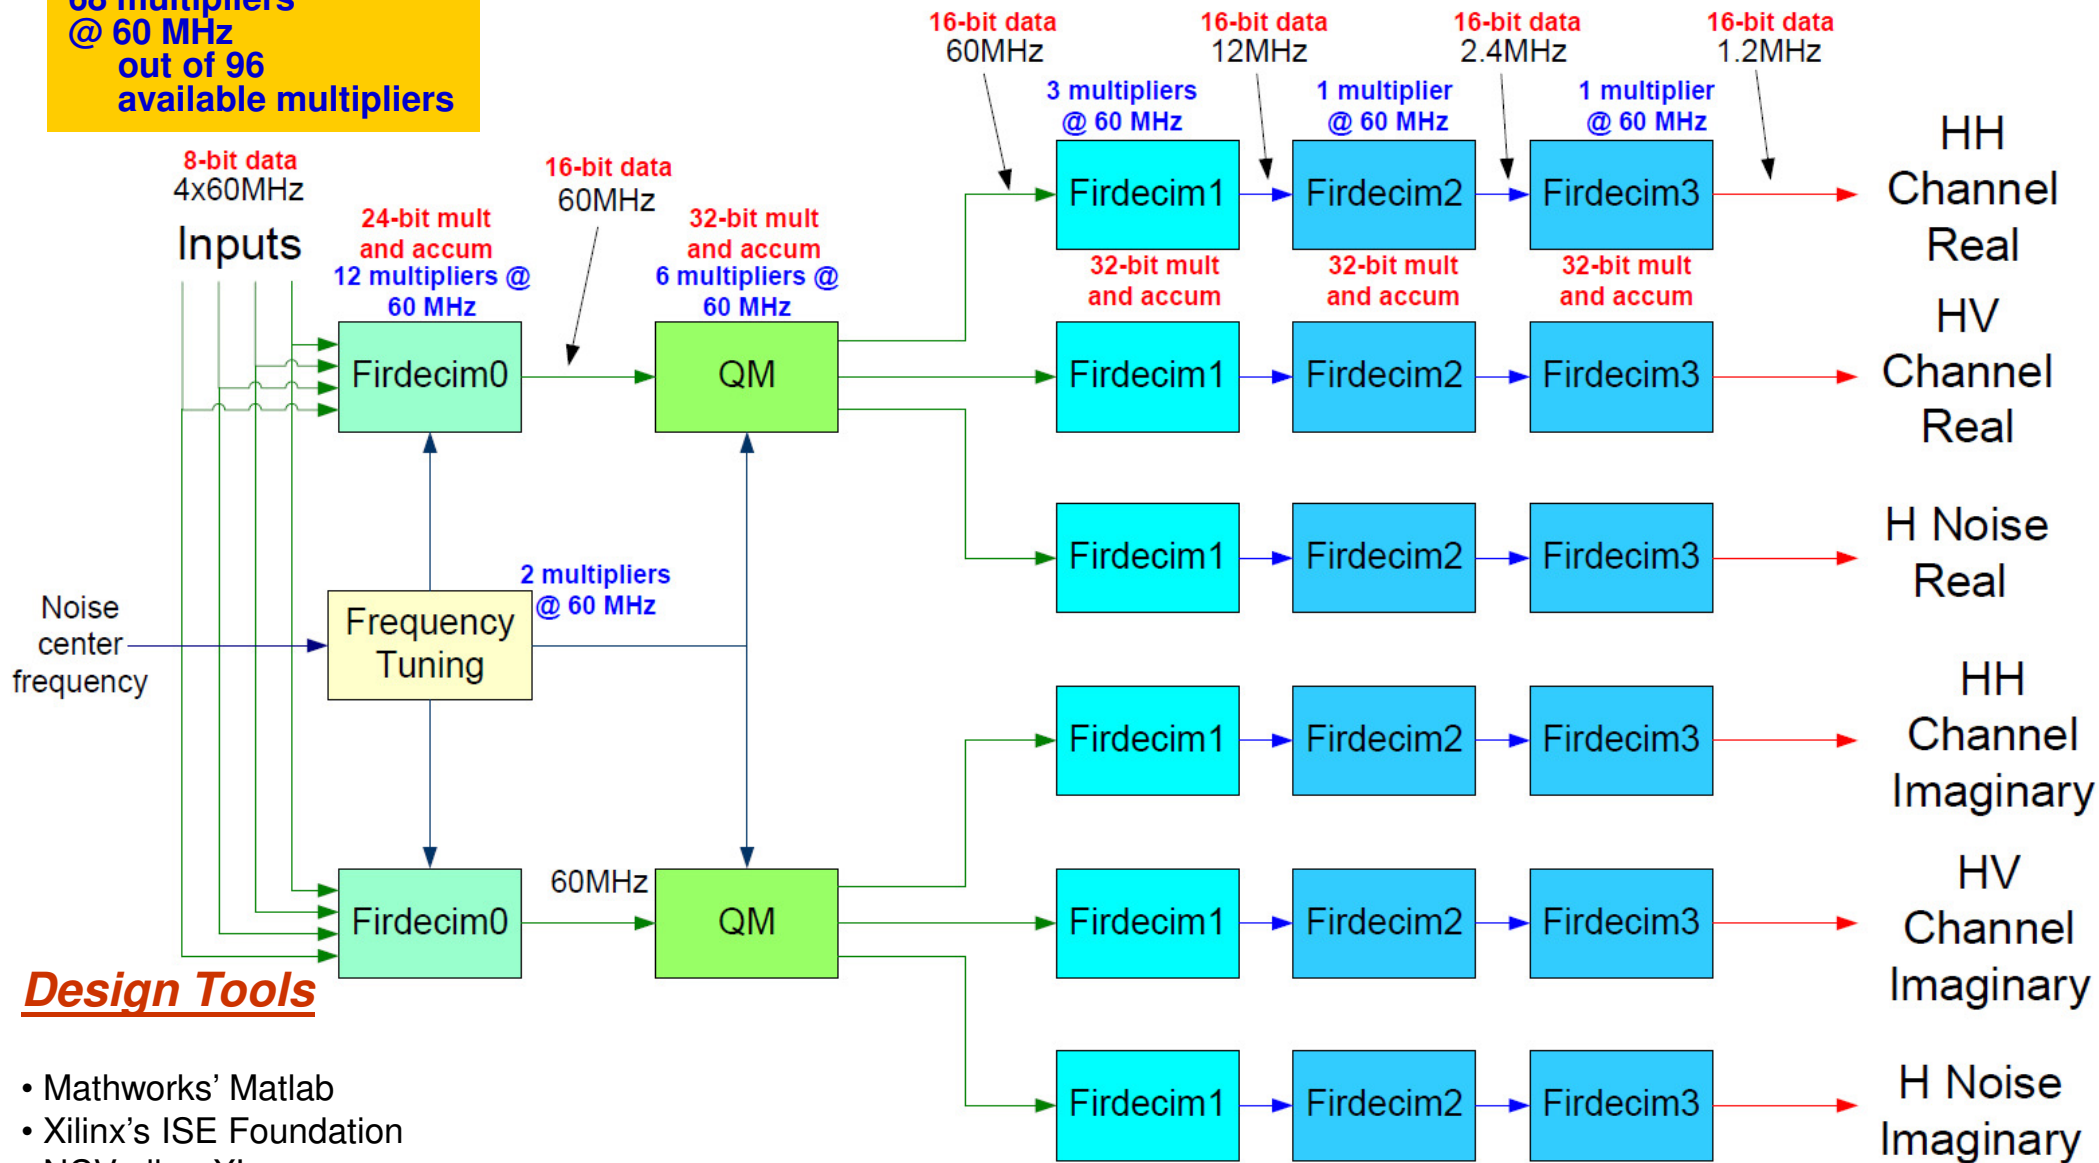 68 multipliers
@ 60 MHz
out of 96
available multipliers
16-bit data
60MHz
16-bit data
12MHz
16-bit data
2.4MHz
16-bit data
1.2MHz
3 multipliers
@ 60 MHz
1 multiplier
@ 60 MHz
1 multiplier
@ 60 MHz
8-bit data
4x60MHz
Inputs
24-bit mult
and accum
12 multipliers @
60 MHz
16-bit data
60MHz
32-bit mult
and accum
6 multipliers @
60 MHz
Firdecim1
Firdecim2
Firdecim3
HH
Channel
Real
32-bit mult
and accum
32-bit mult
and accum
32-bit mult
and accum
Firdecim0
QM
Firdecim1
Firdecim2
Firdecim3
HV
Channel
Real
Firdecim1
Firdecim2
Firdecim3
H Noise
Real
Noise
center
frequency
Frequency
Tuning
2 multipliers
@ 60 MHz
Firdecim1
Firdecim2
Firdecim3
HH
Channel
Imaginary
Firdecim0
60MHz
QM
Firdecim1
Firdecim2
Firdecim3
HV
Channel
Imaginary
Firdecim1
Firdecim2
Firdecim3
H Noise
Imaginary
Design Tools
• Mathworks' Matlab
• Xilinx's ISE Foundation